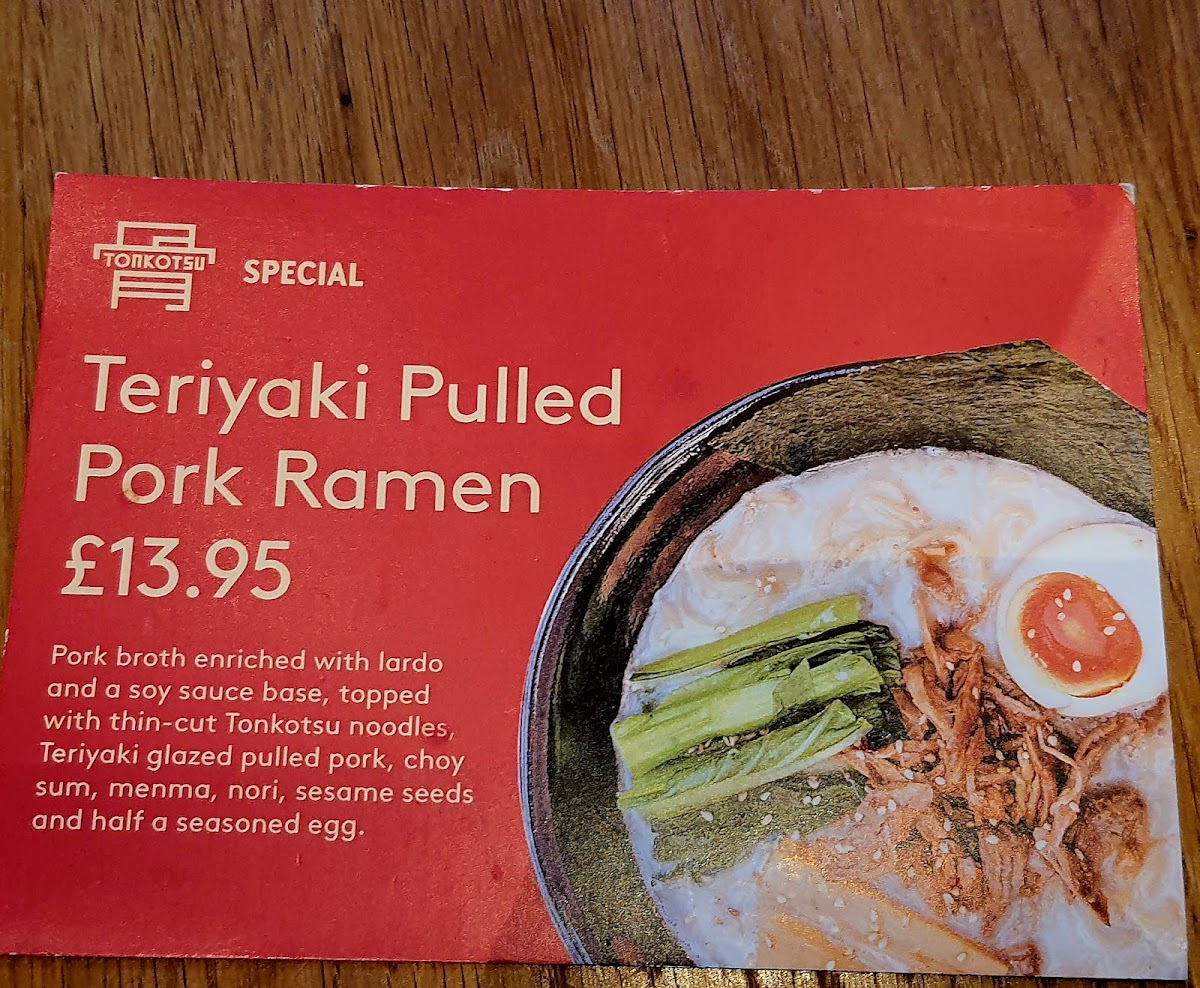 TONKOTSU
SPECIAL
Teriyaki Pulled
Pork Ramen
£13.95
Pork broth enriched with lardo
and a soy sauce base, topped
with thin-cut Tonkotsu noodles,
Teriyaki glazed pulled pork, choy
sum, menma, nori, sesame seeds
and half a seasoned egg.